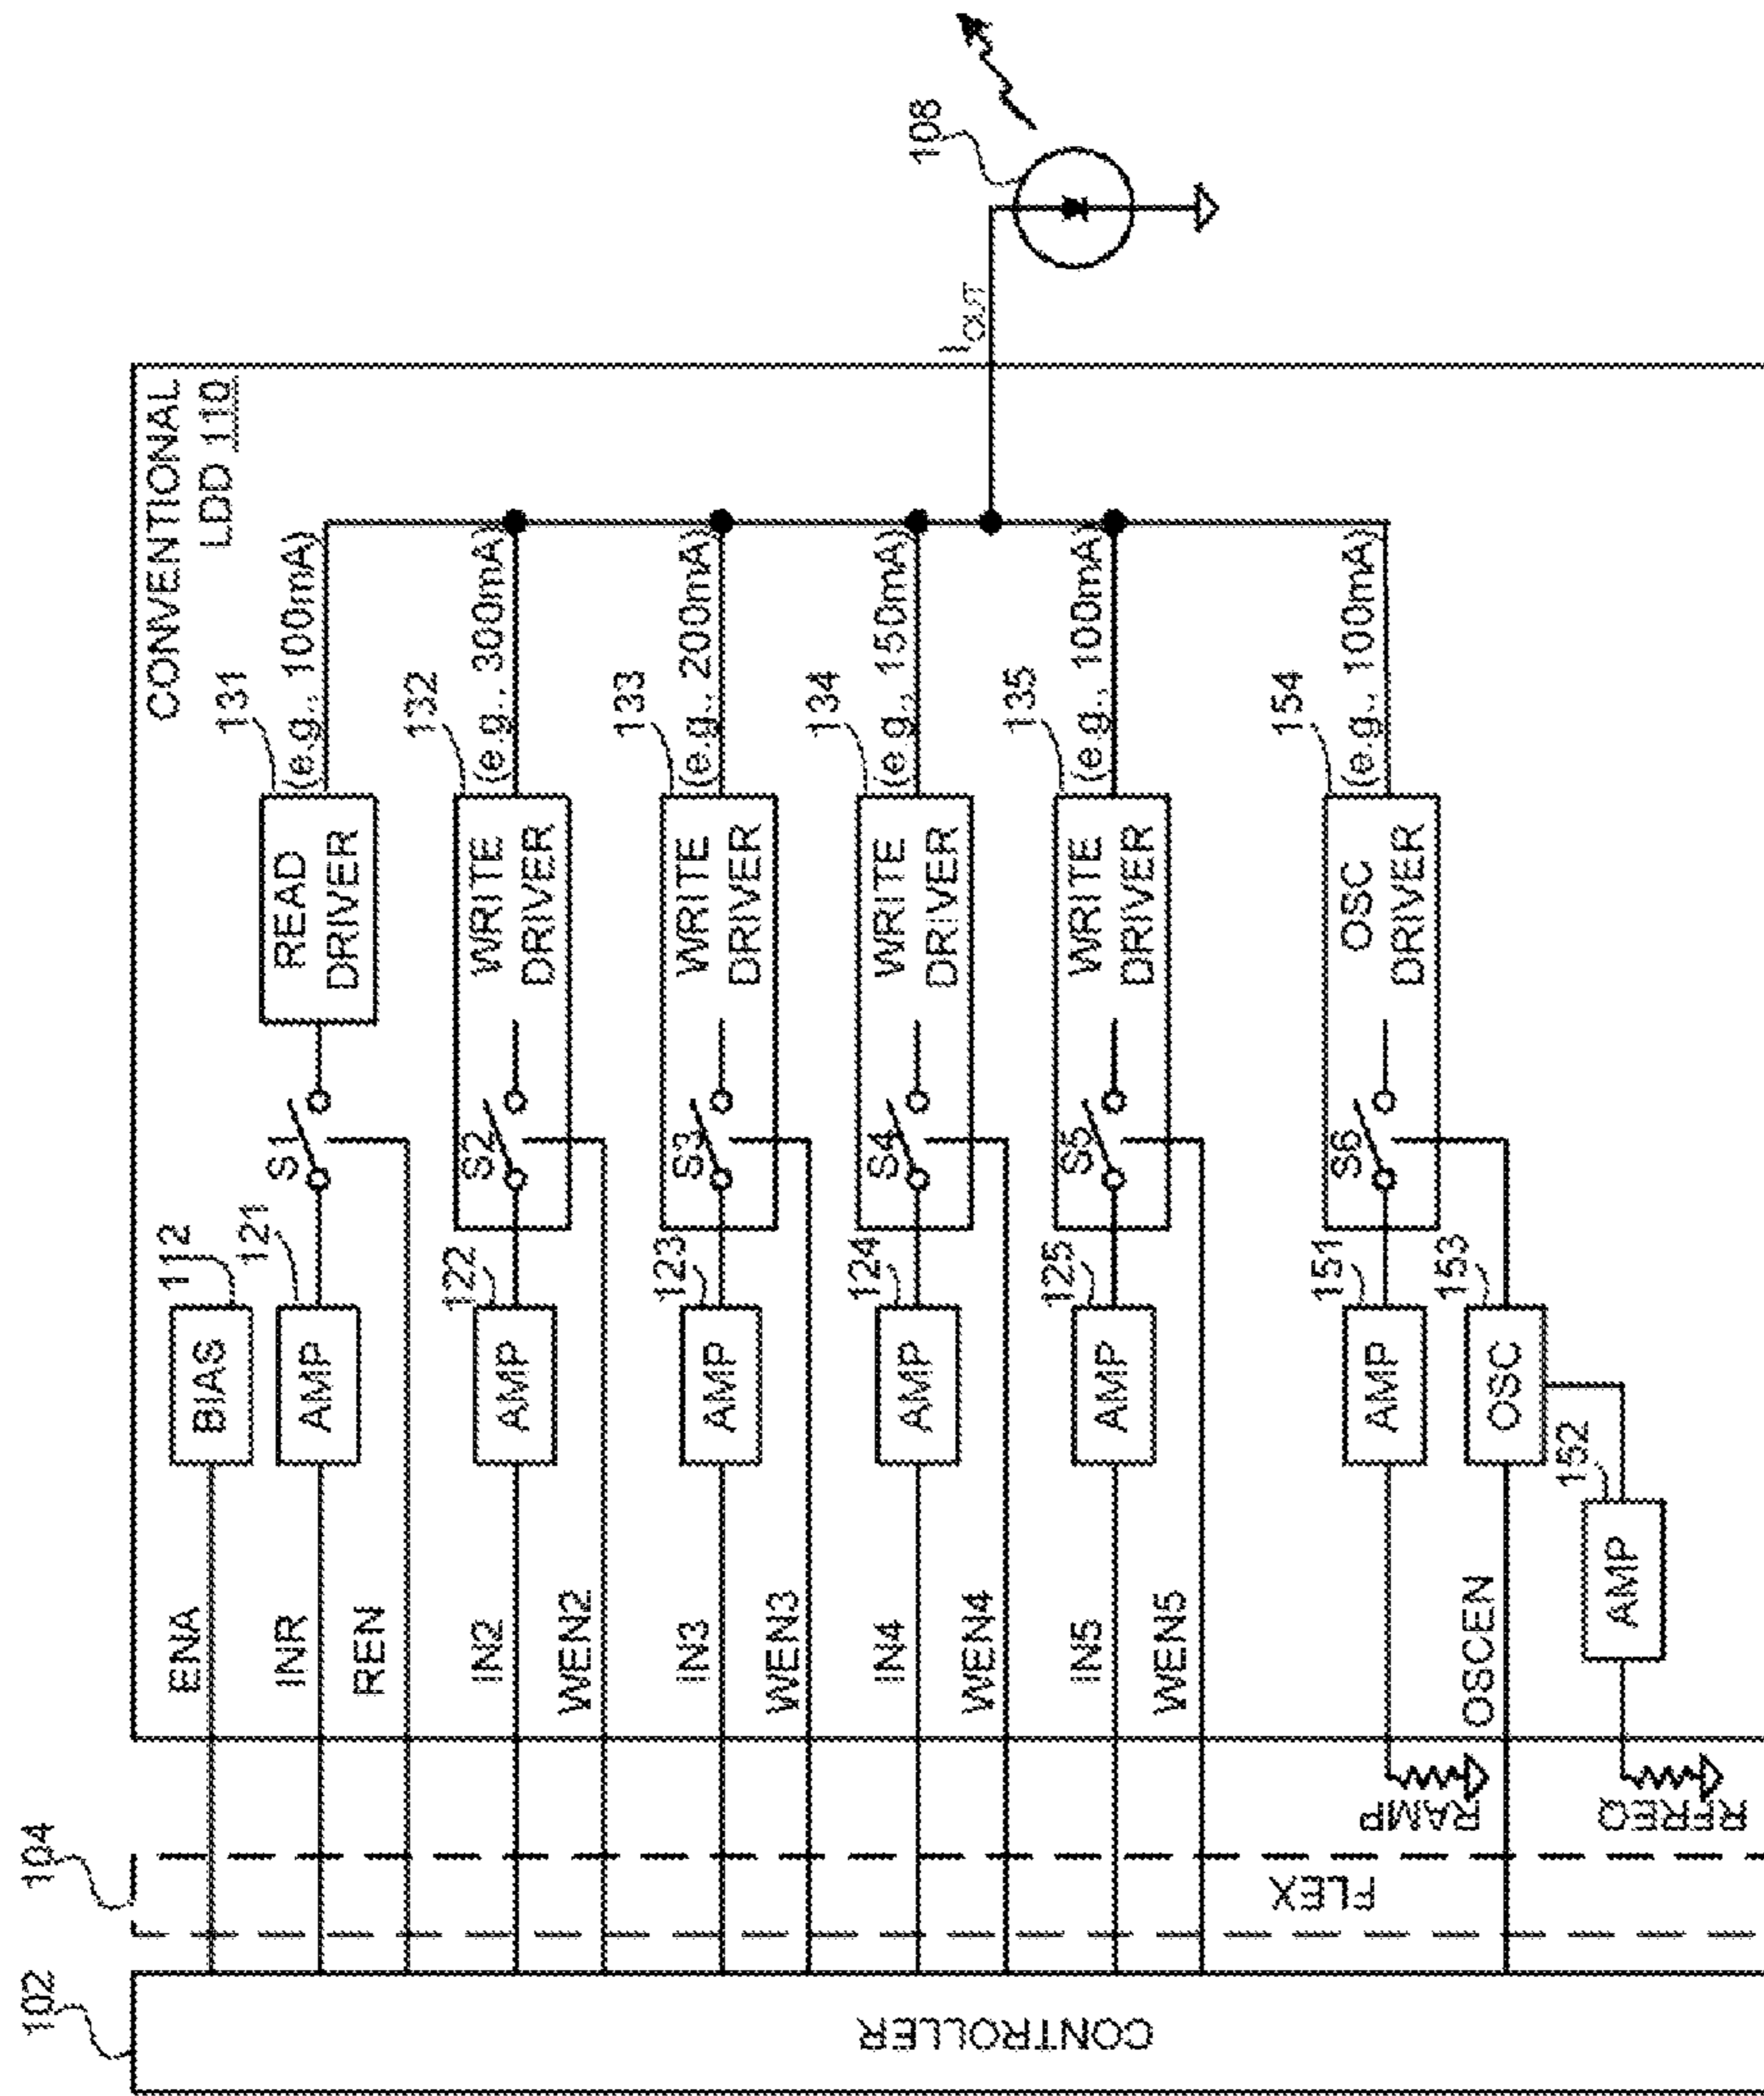 102
104
CONTROLLER
FLEX
CONVENTIONAL
LDD 110
ENA
BIAS
112
INR
AMP
121
S1
READ
DRIVER
131
(e.g., 100mA)
REN
IN2
AMP
122
S2
WRITE
DRIVER
132
(e.g., 300mA)
WEN2
IN3
AMP
123
S3
WRITE
DRIVER
133
(e.g., 200mA)
WEN3
IN4
AMP
124
S4
WRITE
DRIVER
134
(e.g., 150mA)
WEN4
IN5
AMP
125
S5
WRITE
DRIVER
135
(e.g., 100mA)
WEN5
RAMP
AMP
151
S6
OSC
DRIVER
154
(e.g., 100mA)
OSCEN
OSC
153
RFREQ
AMP
152
IOUT
108